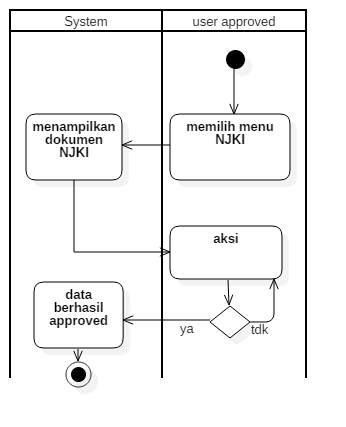 System
user approved
memilih menu
NJKI
menampilkan
dokumen
NJKI
aksi
data
berhasil
approved
ya
tdk